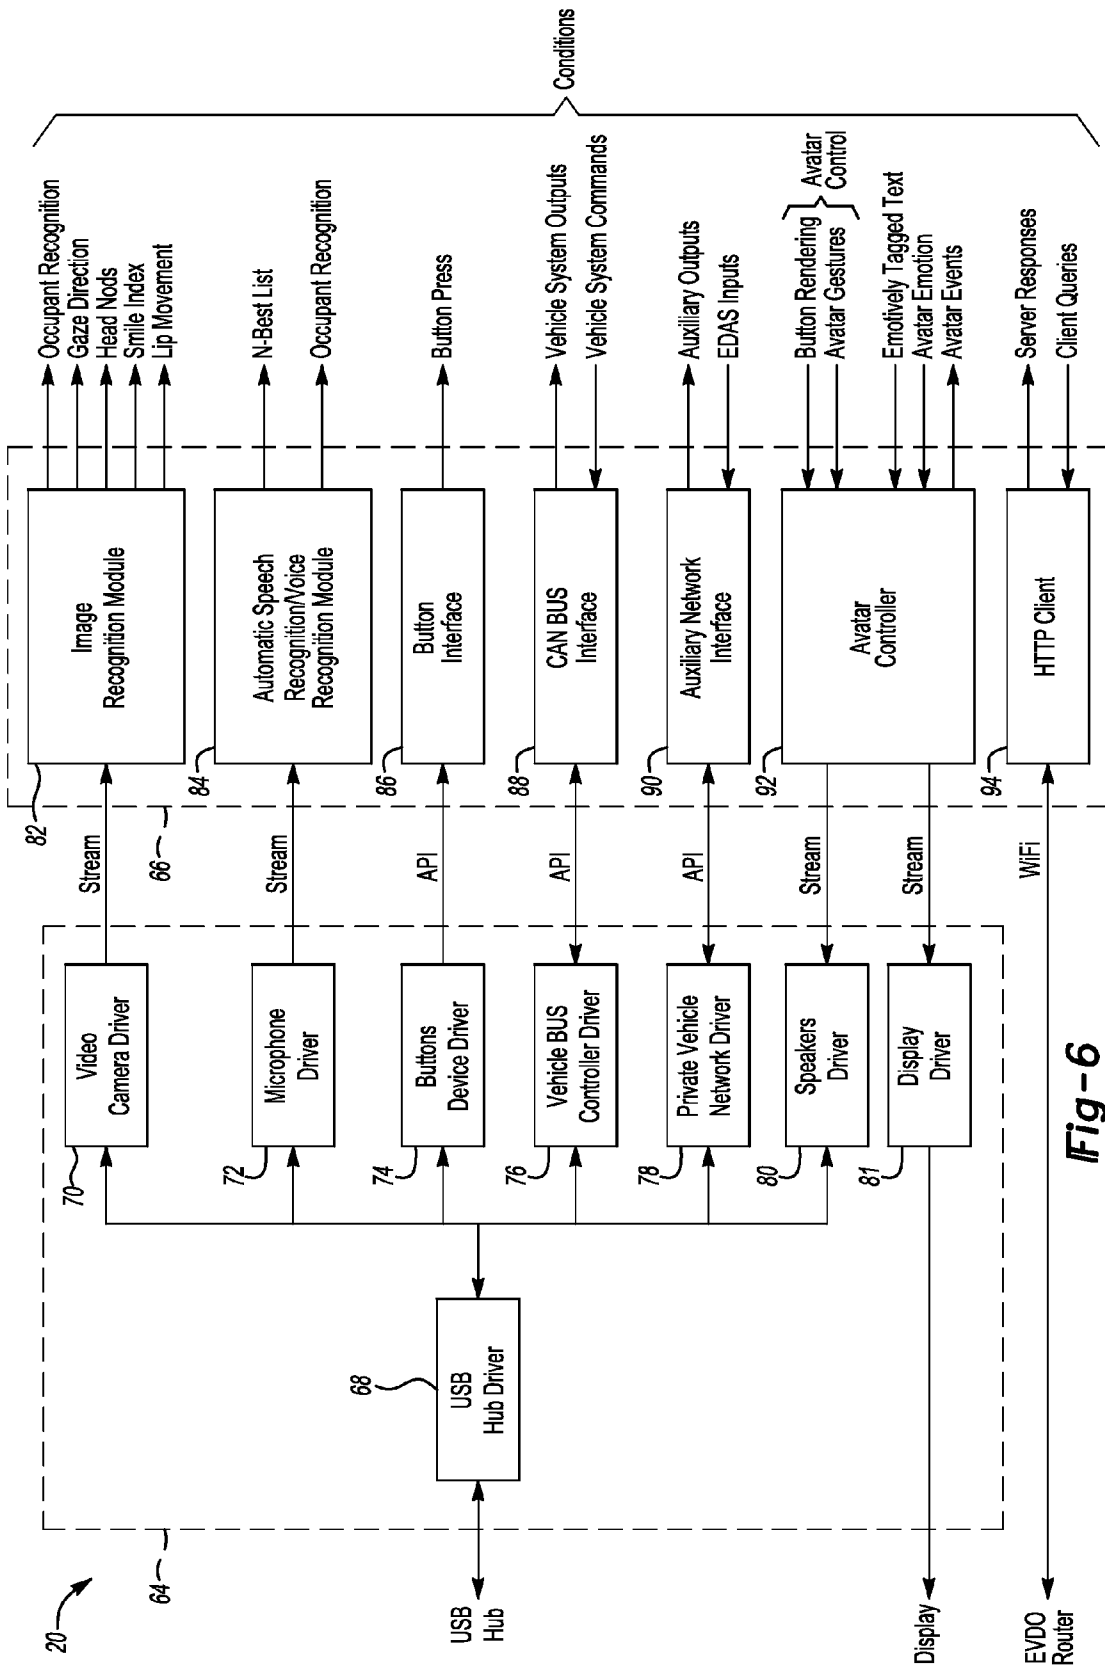 20
64
USB
Hub
Display
EVDO
Router
68
USB
Hub Driver
70
Video
Camera Driver
72
Microphone
Driver
74
Buttons
Device Driver
76
Vehicle BUS
Controller Driver
78
Private Vehicle
Network Driver
80
Speakers
Driver
81
Display
Driver
Stream
Stream
API
API
API
Stream
Stream
WiFi
66
82
Image
Recognition Module
84
Automatic Speech
Recognition/Voice
Recognition Module
86
Button
Interface
88
CAN BUS
Interface
90
Auxiliary Network
Interface
92
Avatar
Controller
94
HTTP Client
Occupant Recognition
Gaze Direction
Head Nods
Smile Index
Lip Movement
N-Best List
Occupant Recognition
Button Press
Vehicle System Outputs
Vehicle System Commands
Auxiliary Outputs
EDAS Inputs
Button Rendering
Avatar Gestures
Avatar
Control
Emotively Tagged Text
Avatar Emotion
Avatar Events
Server Responses
Client Queries
Conditions
Fig-6